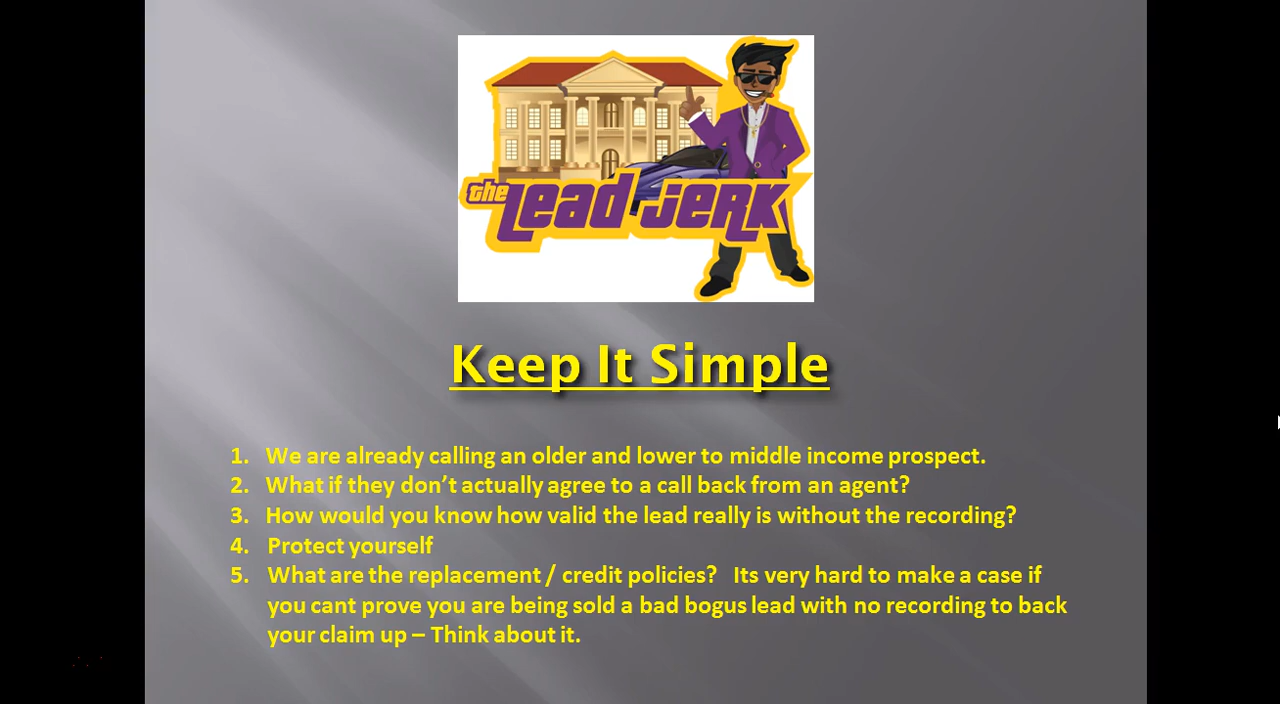 the Lead Jerk
Keep It Simple
1. We are already calling an older and lower to middle income prospect.
2. What if they don’t actually agree to a call back from an agent?
3. How would you know how valid the lead really is without the recording?
4. Protect yourself
5. What are the replacement / credit policies? Its very hard to make a case if
you cant prove you are being sold a bad bogus lead with no recording to back
your claim up – Think about it.